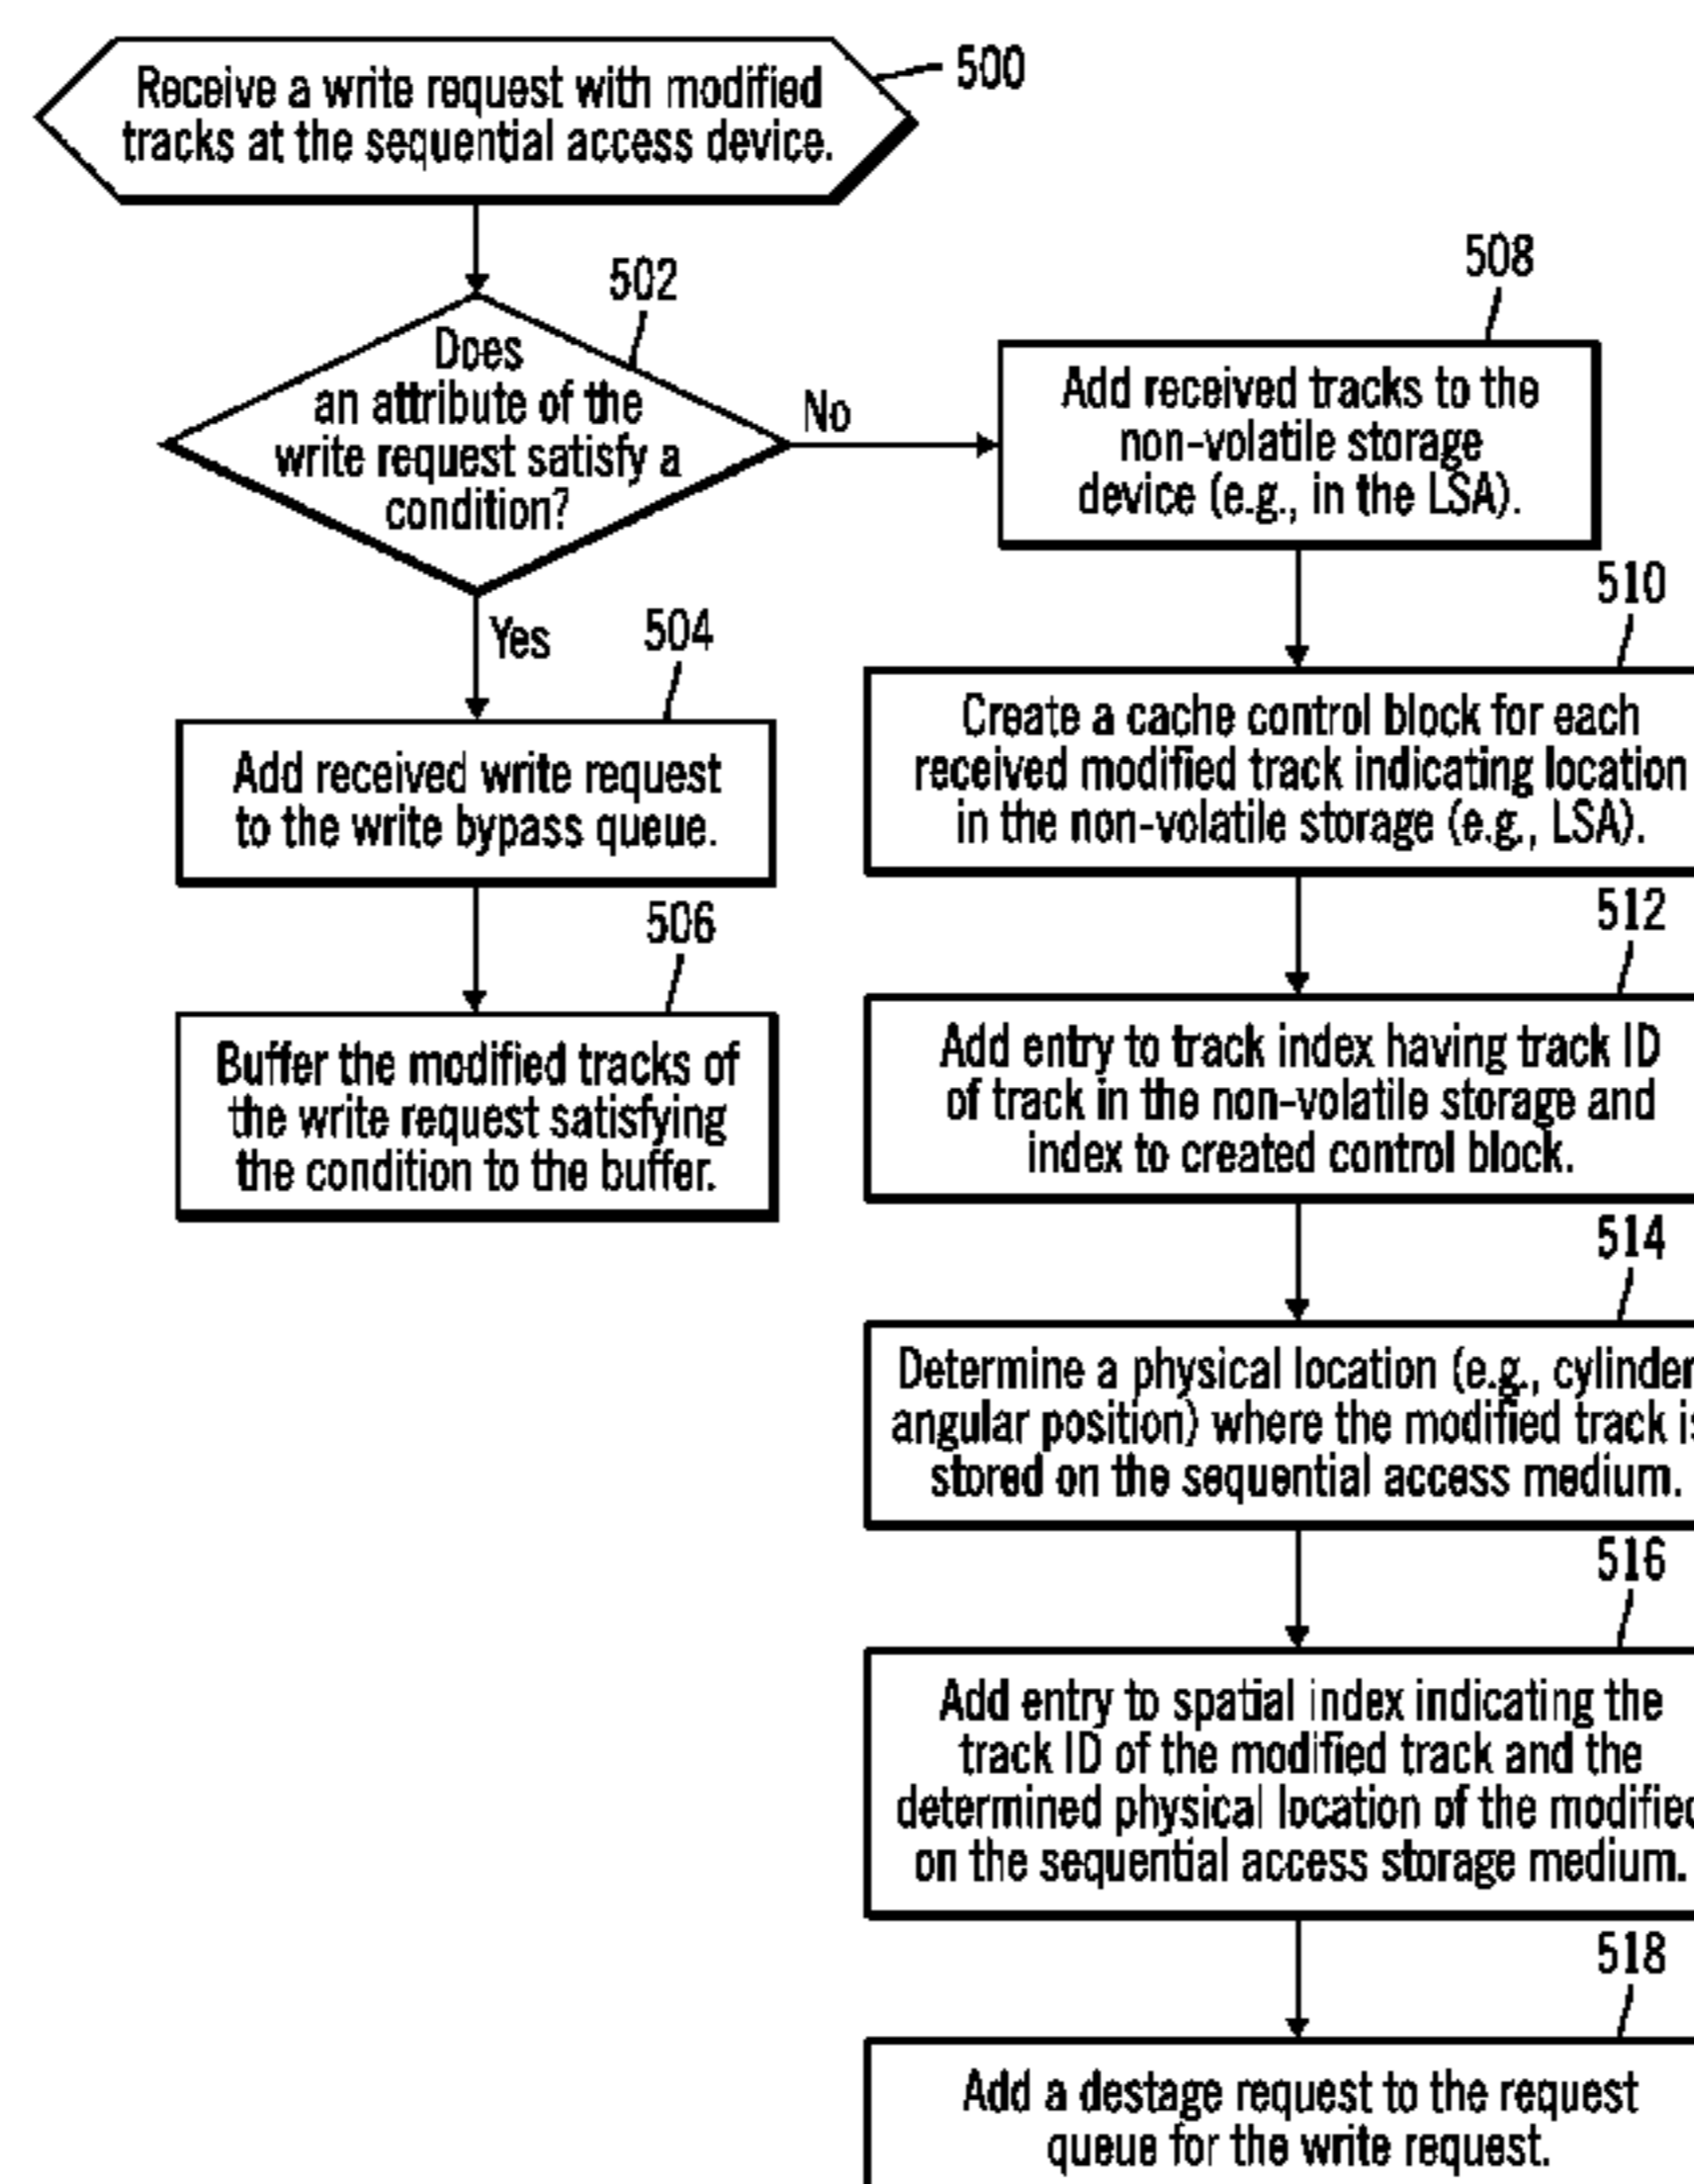 Receive a write request with modified
tracks at the sequential access device.
500
502
Does
an attribute of the
write request satisfy a
condition?
No
Yes
504
Add received write request
to the write bypass queue.
506
Buffer the modified tracks of
the write request satisfying
the condition to the buffer.
508
Add received tracks to the
non-volatile storage
device (e.g., in the LSA).
510
Create a cache control block for each
received modified track indicating location
in the non-volatile storage (e.g., LSA).
512
Add entry to track index having track ID
of track in the non-volatile storage and
index to created control block.
514
Determine a physical location (e.g., cylinder
angular position) where the modified track is
stored on the sequential access medium.
516
Add entry to spatial index indicating the
track ID of the modified track and the
determined physical location of the modified
on the sequential access storage medium.
518
Add a destage request to the request
queue for the write request.